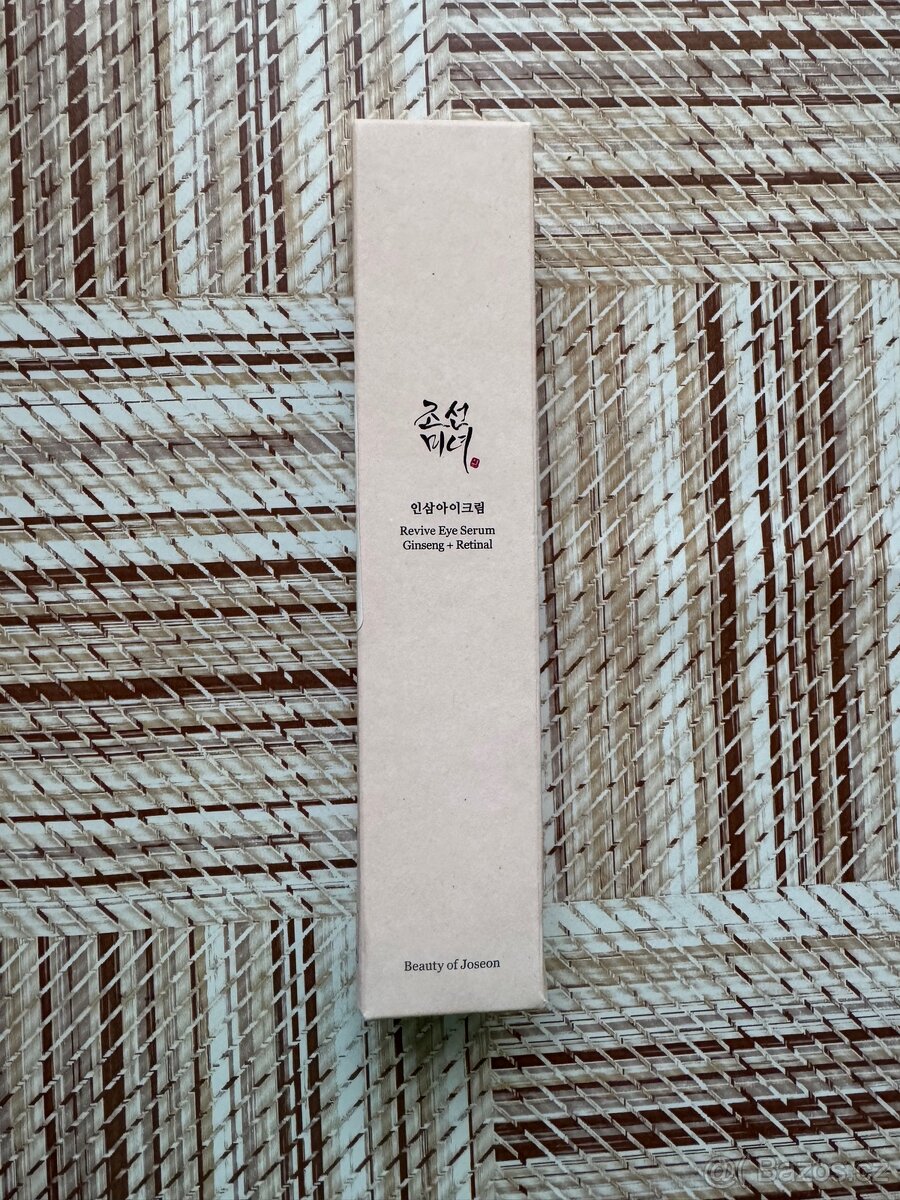 조선
미녀
인삼아이크림
Revive Eye Serum
Ginseng + Retinal
Beauty of Joseon
@ Bazos.cz